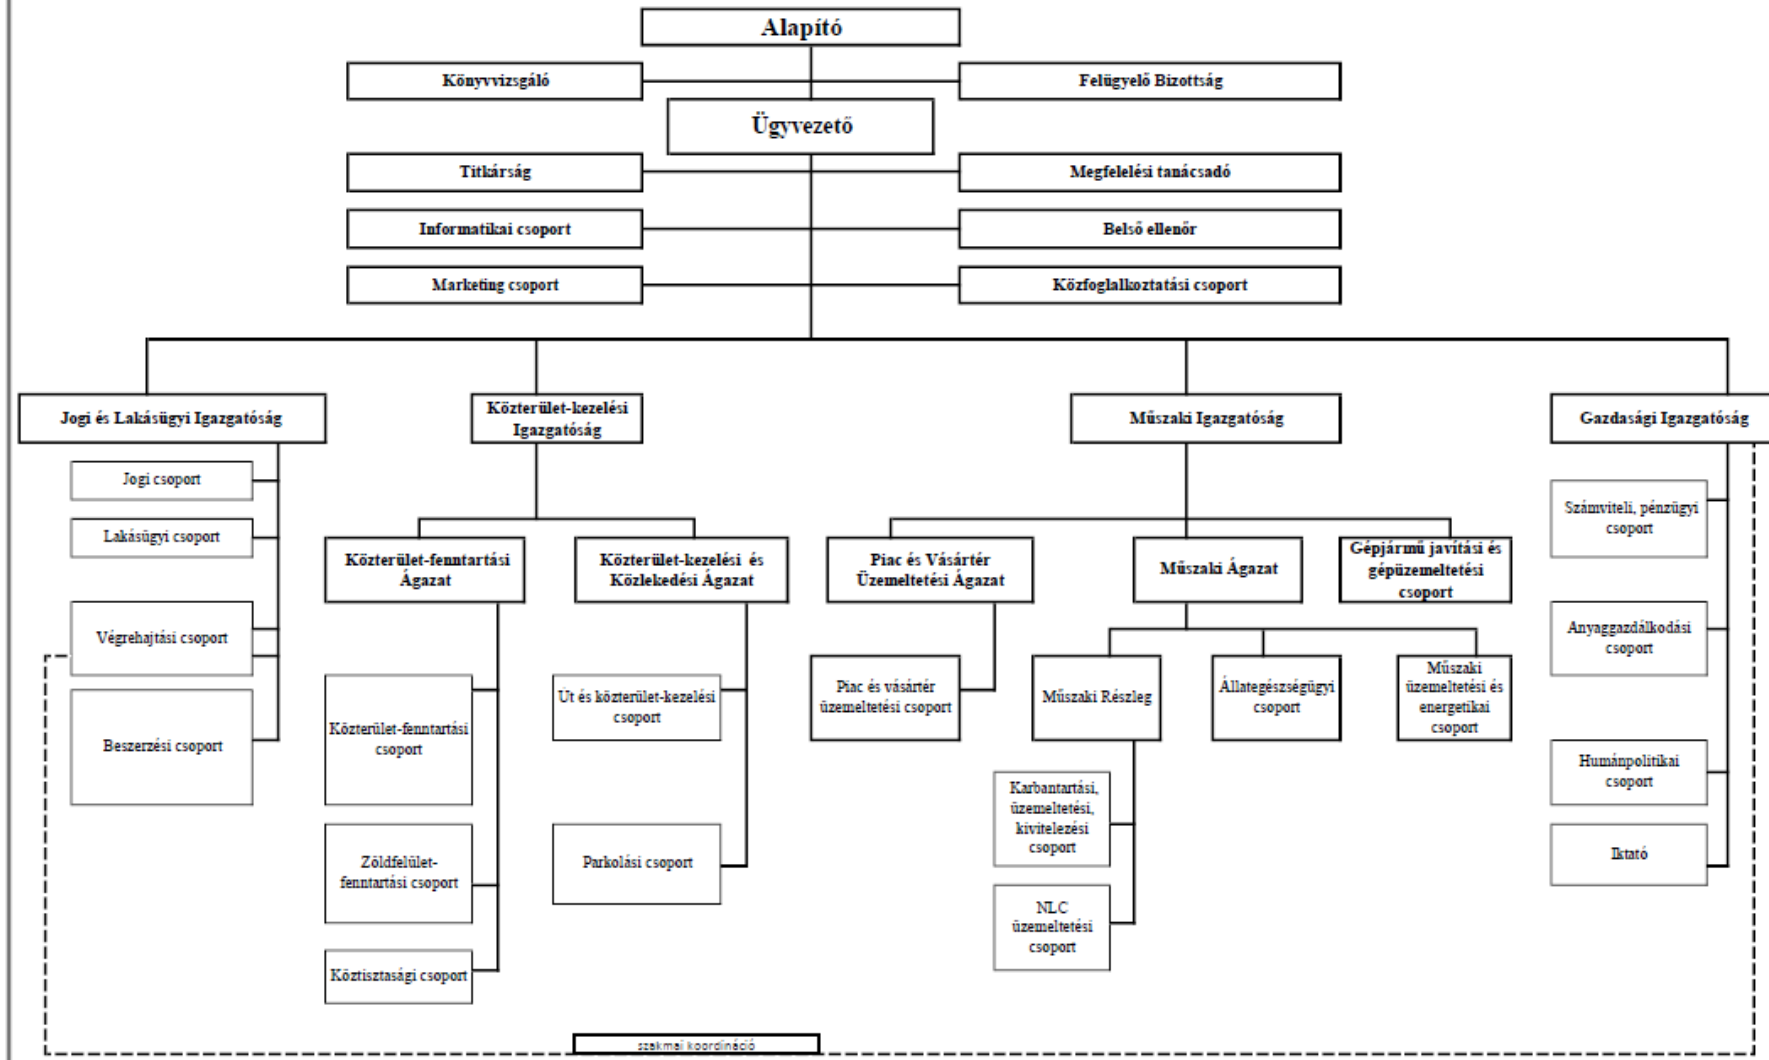 Alapító
Könyvvizsgáló
Felügyelő Bizottság
Ügyvezető
Titkárság
Megfelelési tanácsadó
Informatikai csoport
Belső ellenőr
Marketing csoport
Közfoglalkoztatási csoport
Jogi és Lakásügyi Igazgatóság
Közterület-kezelési
Igazgatóság
Műszaki Igazgatóság
Gazdasági Igazgatóság
Jogi csoport
Lakásügyi csoport
Végrehajtási csoport
Beszerzési csoport
Közterület-fenntartási
Ágazat
Közterület-kezelési és
Közlekedési Ágazat
Közterület-fenntartási
csoport
Zöldfelület-
fenntartási csoport
Köztisztasági csoport
Út és közterület-kezelési
csoport
Parkolási csoport
Piac és Vásártér
Üzemeltetési Ágazat
Műszaki Ágazat
Gépjármű javítási és
gépüzemeltetési
csoport
Piac és vásártér
üzemeltetési csoport
Műszaki Részleg
Állategészségügyi
csoport
Műszaki
üzemeltetési és
energetikai
csoport
Karbantartási,
üzemeltetési,
kivitelezési
csoport
NLC
üzemeltetési
csoport
Számviteli, pénzügyi
csoport
Anyaggazdálkodási
csoport
Humánpolitikai
csoport
Iktató
szakmai koordináció